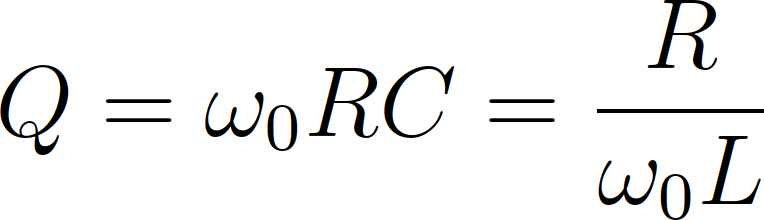 Q = ω₀RC = R / ω₀L